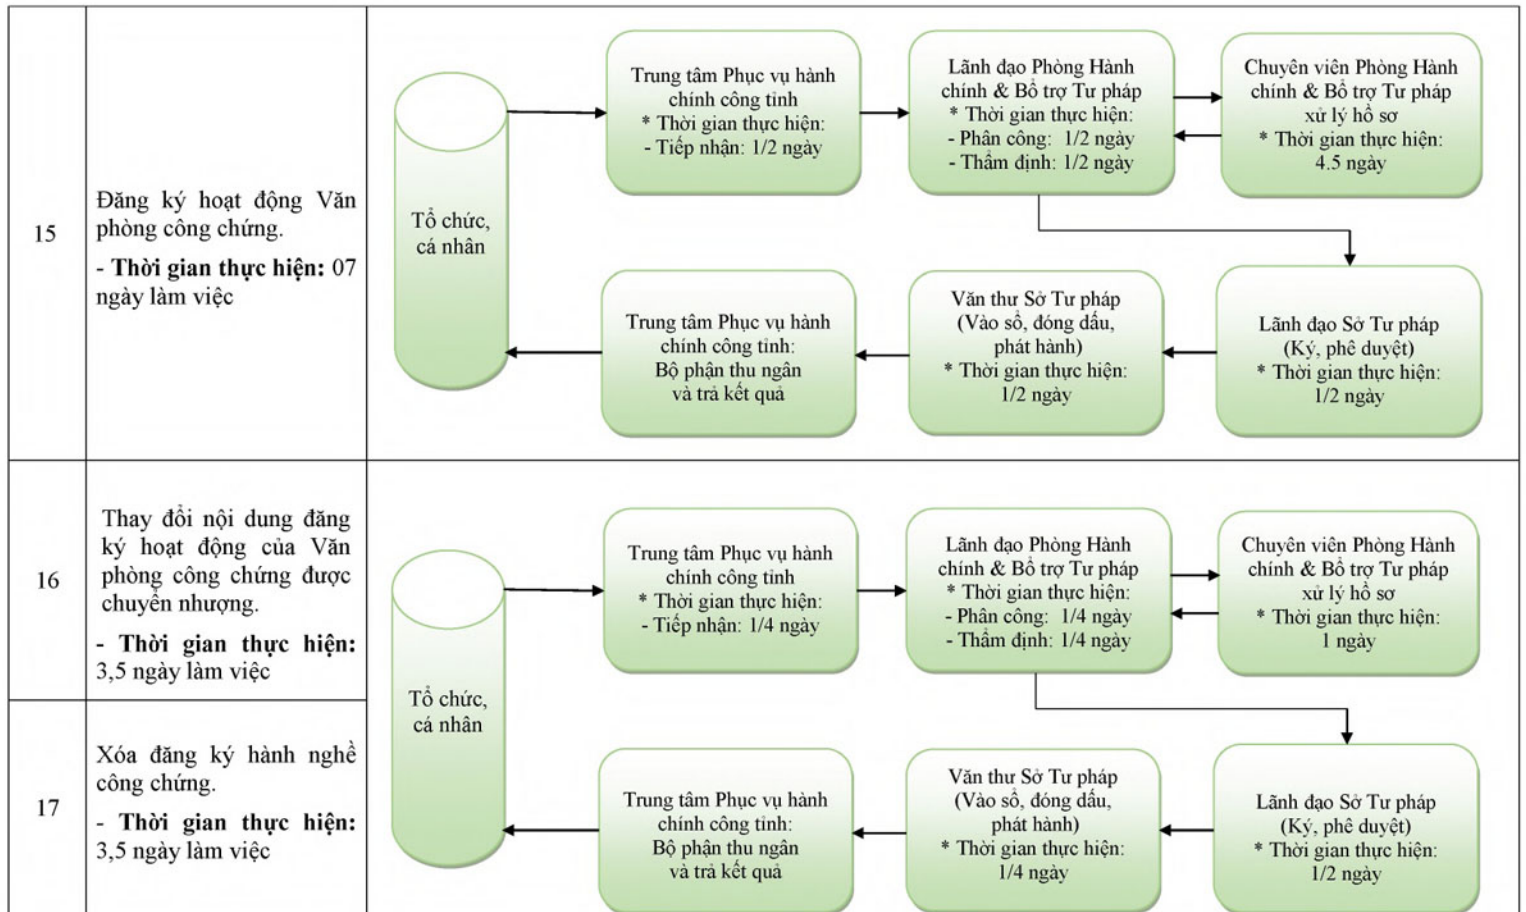 15
Đăng ký hoạt động Văn
phòng công chứng.
- Thời gian thực hiện: 07
ngày làm việc
Tổ chức,
cá nhân
Trung tâm Phục vụ hành
chính công tỉnh
* Thời gian thực hiện:
- Tiếp nhận: 1/2 ngày
Lãnh đạo Phòng Hành
chính & Bổ trợ Tư pháp
* Thời gian thực hiện:
- Phân công: 1/2 ngày
- Thẩm định: 1/2 ngày
Chuyên viên Phòng Hành
chính & Bổ trợ Tư pháp
xử lý hồ sơ
* Thời gian thực hiện:
4.5 ngày
Lãnh đạo Sở Tư pháp
(Ký, phê duyệt)
* Thời gian thực hiện:
1/2 ngày
Văn thư Sở Tư pháp
(Vào sổ, đóng dấu,
phát hành)
* Thời gian thực hiện:
1/2 ngày
Trung tâm Phục vụ hành
chính công tỉnh:
Bộ phận thu ngân
và trả kết quả
16
Thay đổi nội dung đăng
ký hoạt động của Văn
phòng công chứng được
chuyển nhượng.
- Thời gian thực hiện:
3,5 ngày làm việc
17
Xóa đăng ký hành nghề
công chứng.
- Thời gian thực hiện:
3,5 ngày làm việc
Tổ chức,
cá nhân
Trung tâm Phục vụ hành
chính công tỉnh
* Thời gian thực hiện:
- Tiếp nhận: 1/4 ngày
Lãnh đạo Phòng Hành
chính & Bổ trợ Tư pháp
* Thời gian thực hiện:
- Phân công: 1/4 ngày
- Thẩm định: 1/4 ngày
Chuyên viên Phòng Hành
chính & Bổ trợ Tư pháp
xử lý hồ sơ
* Thời gian thực hiện:
1 ngày
Lãnh đạo Sở Tư pháp
(Ký, phê duyệt)
* Thời gian thực hiện:
1/2 ngày
Văn thư Sở Tư pháp
(Vào sổ, đóng dấu,
phát hành)
* Thời gian thực hiện:
1/4 ngày
Trung tâm Phục vụ hành
chính công tỉnh:
Bộ phận thu ngân
và trả kết quả